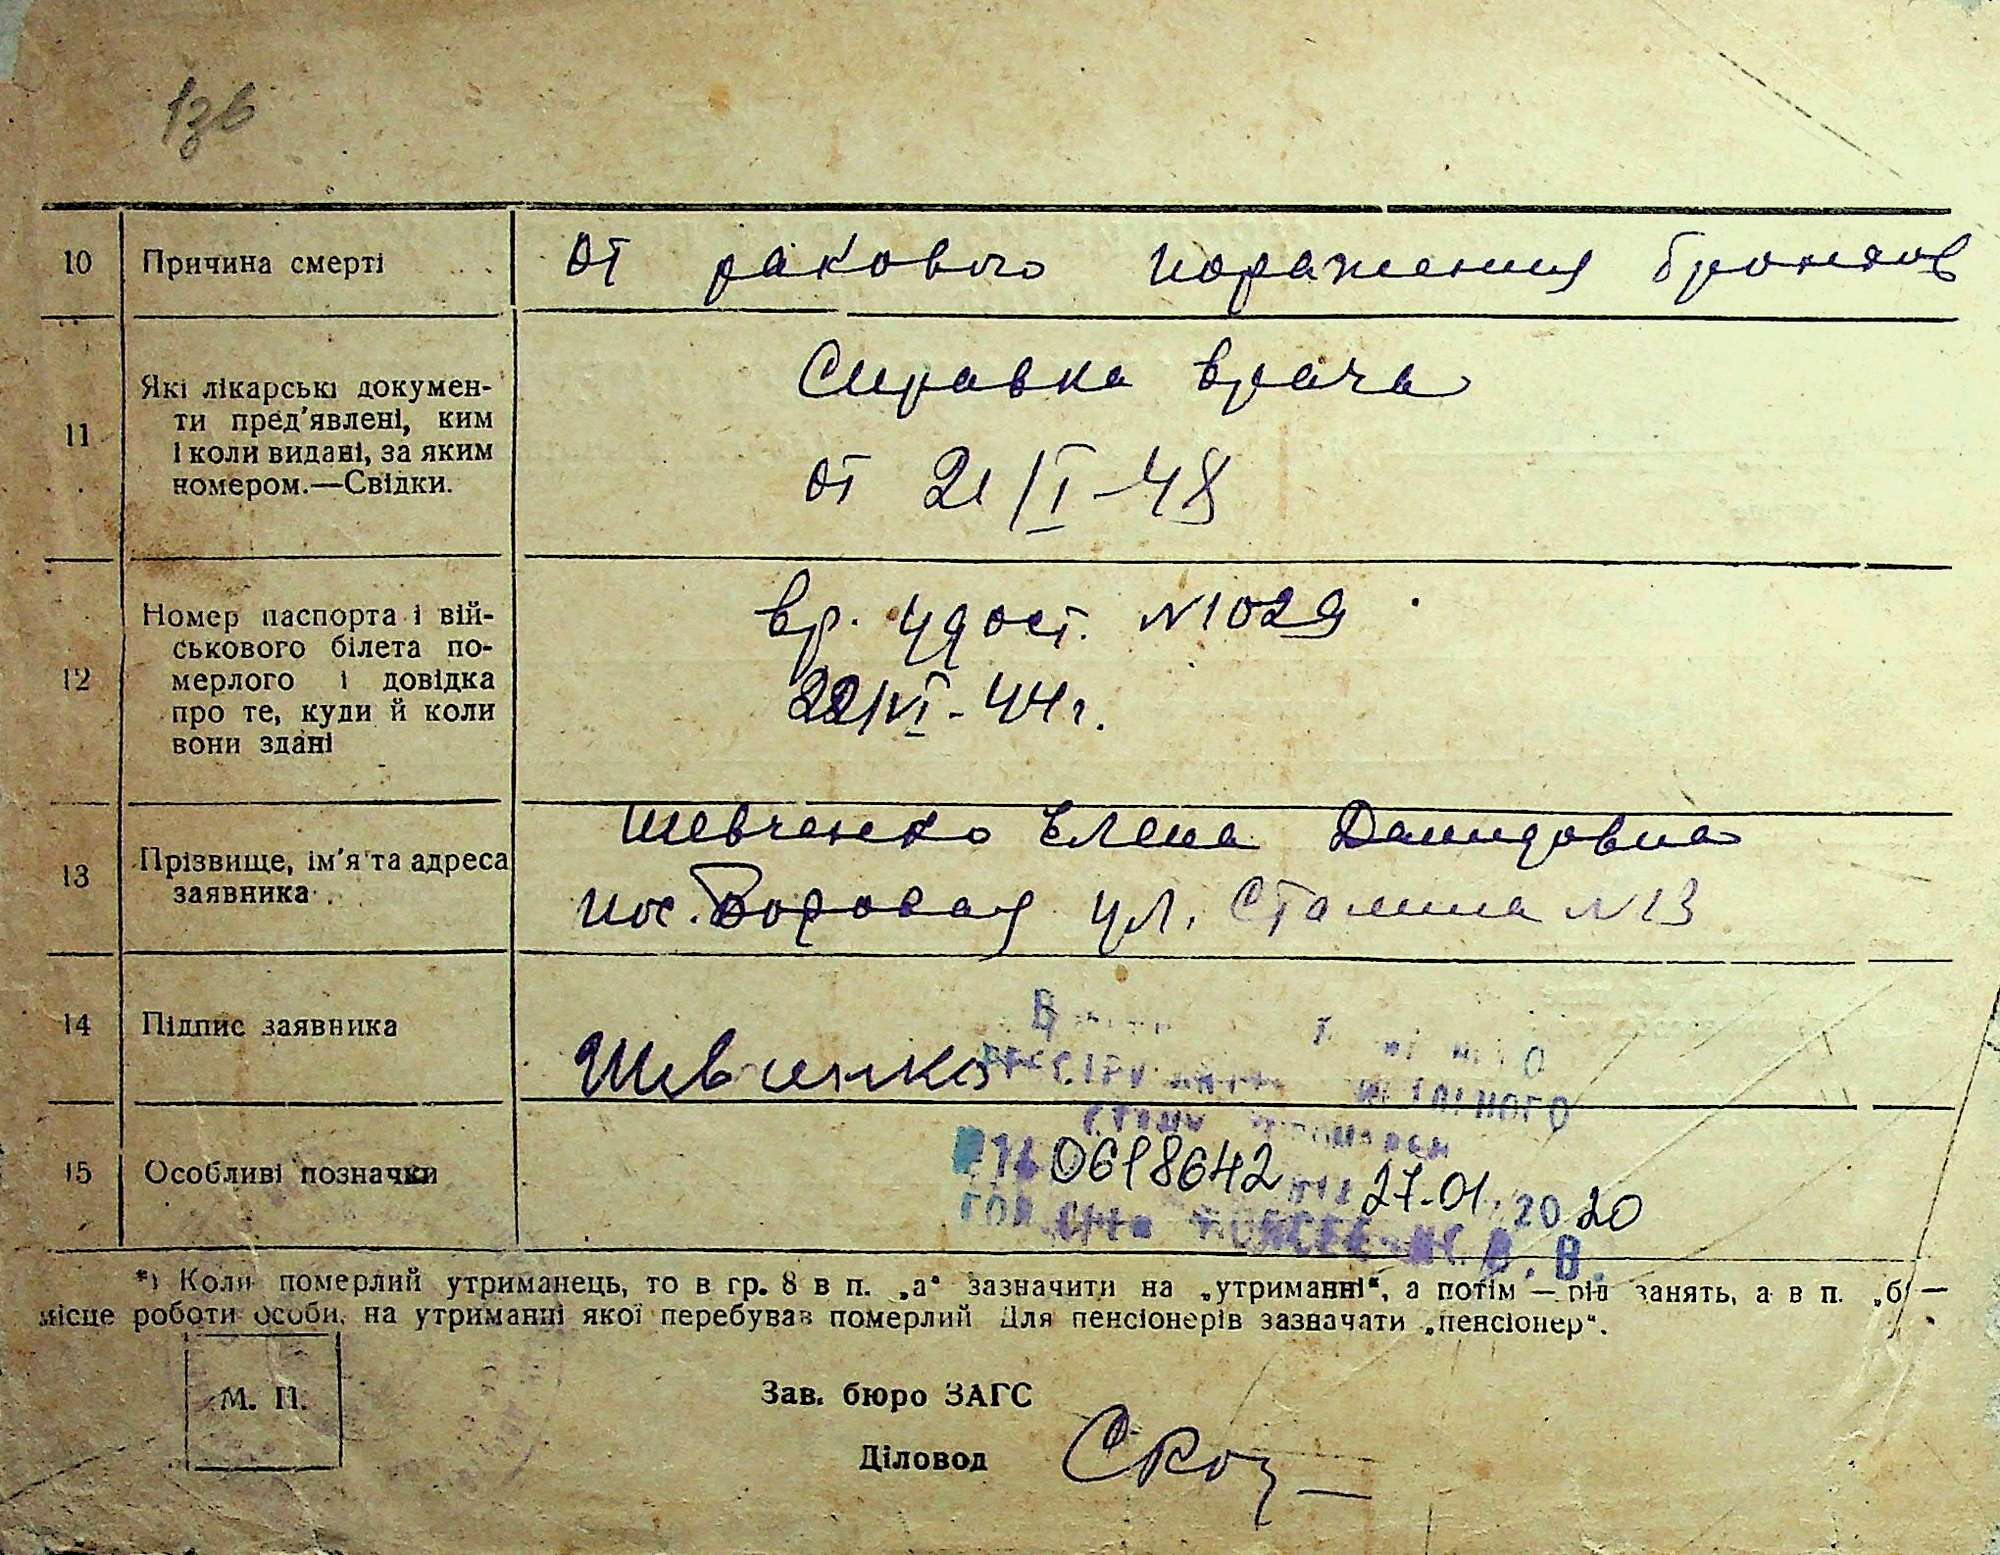 136
10 Причина смерті от ракового поражения бронхов
11 Які лікарські докумен-
ти пред'явлені, ким
і коли видані, за яким
номером.—Свідки.
Справка врача
от 21/I-48
12 Номер паспорта і вій-
ськового білета по-
мерлого і довідка
про те, куди й коли
вони здані
вр. удост. №1029
22/VI-44г.
13 Прізвище, ім'я та адреса
заявника
Шевченко Елена Давидовна
пос. Боровая ул. Сталина №13
14 Підпис заявника Шевченко
15 Особливі позначки
0618642 27-01.2020
В.
*) Коли померлий утриманець, то в гр. 8 в п. „а“ зазначити на „утриманні“, а потім — рід занять, а в п. „б“ —
місце роботи особи, на утриманні якої перебував померлий Для пенсіонерів зазначати „пенсіонер“.
М. П.
Зав. бюро ЗАГС
Діловод